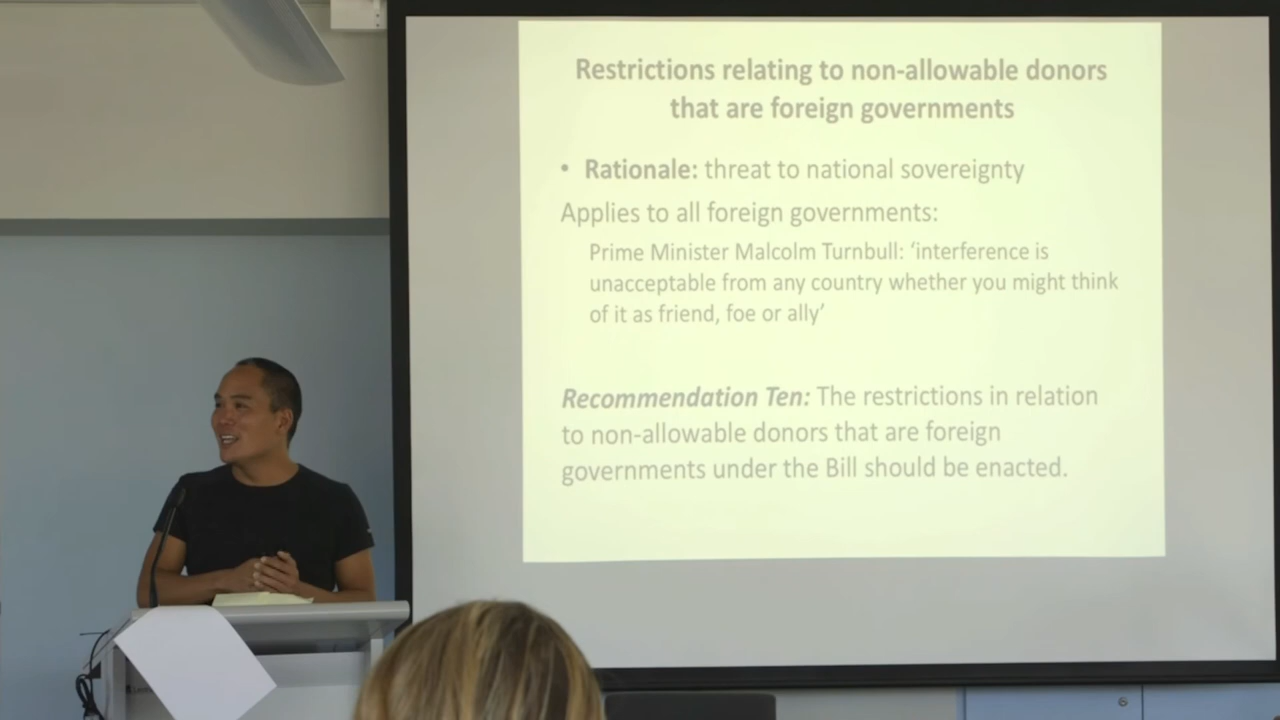 Restrictions relating to non-allowable donors
that are foreign governments
• Rationale: threat to national sovereignty
Applies to all foreign governments:
Prime Minister Malcolm Turnbull: ‘interference is
unacceptable from any country whether you might think
of it as friend, foe or ally’
Recommendation Ten: The restrictions in relation
to non-allowable donors that are foreign
governments under the Bill should be enacted.